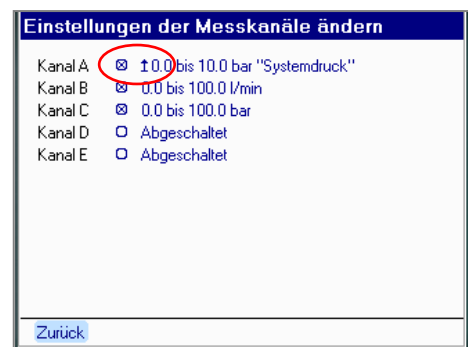 Einstellungen der Messkanäle ändern
Kanal A ⊠ ↥0.0 bis 10.0 bar "Systemdruck"
Kanal B ⊠ 0.0 bis 100.0 l/min
Kanal C ⊠ 0.0 bis 100.0 bar
Kanal D ☐ Abgeschaltet
Kanal E ☐ Abgeschaltet
Zurück